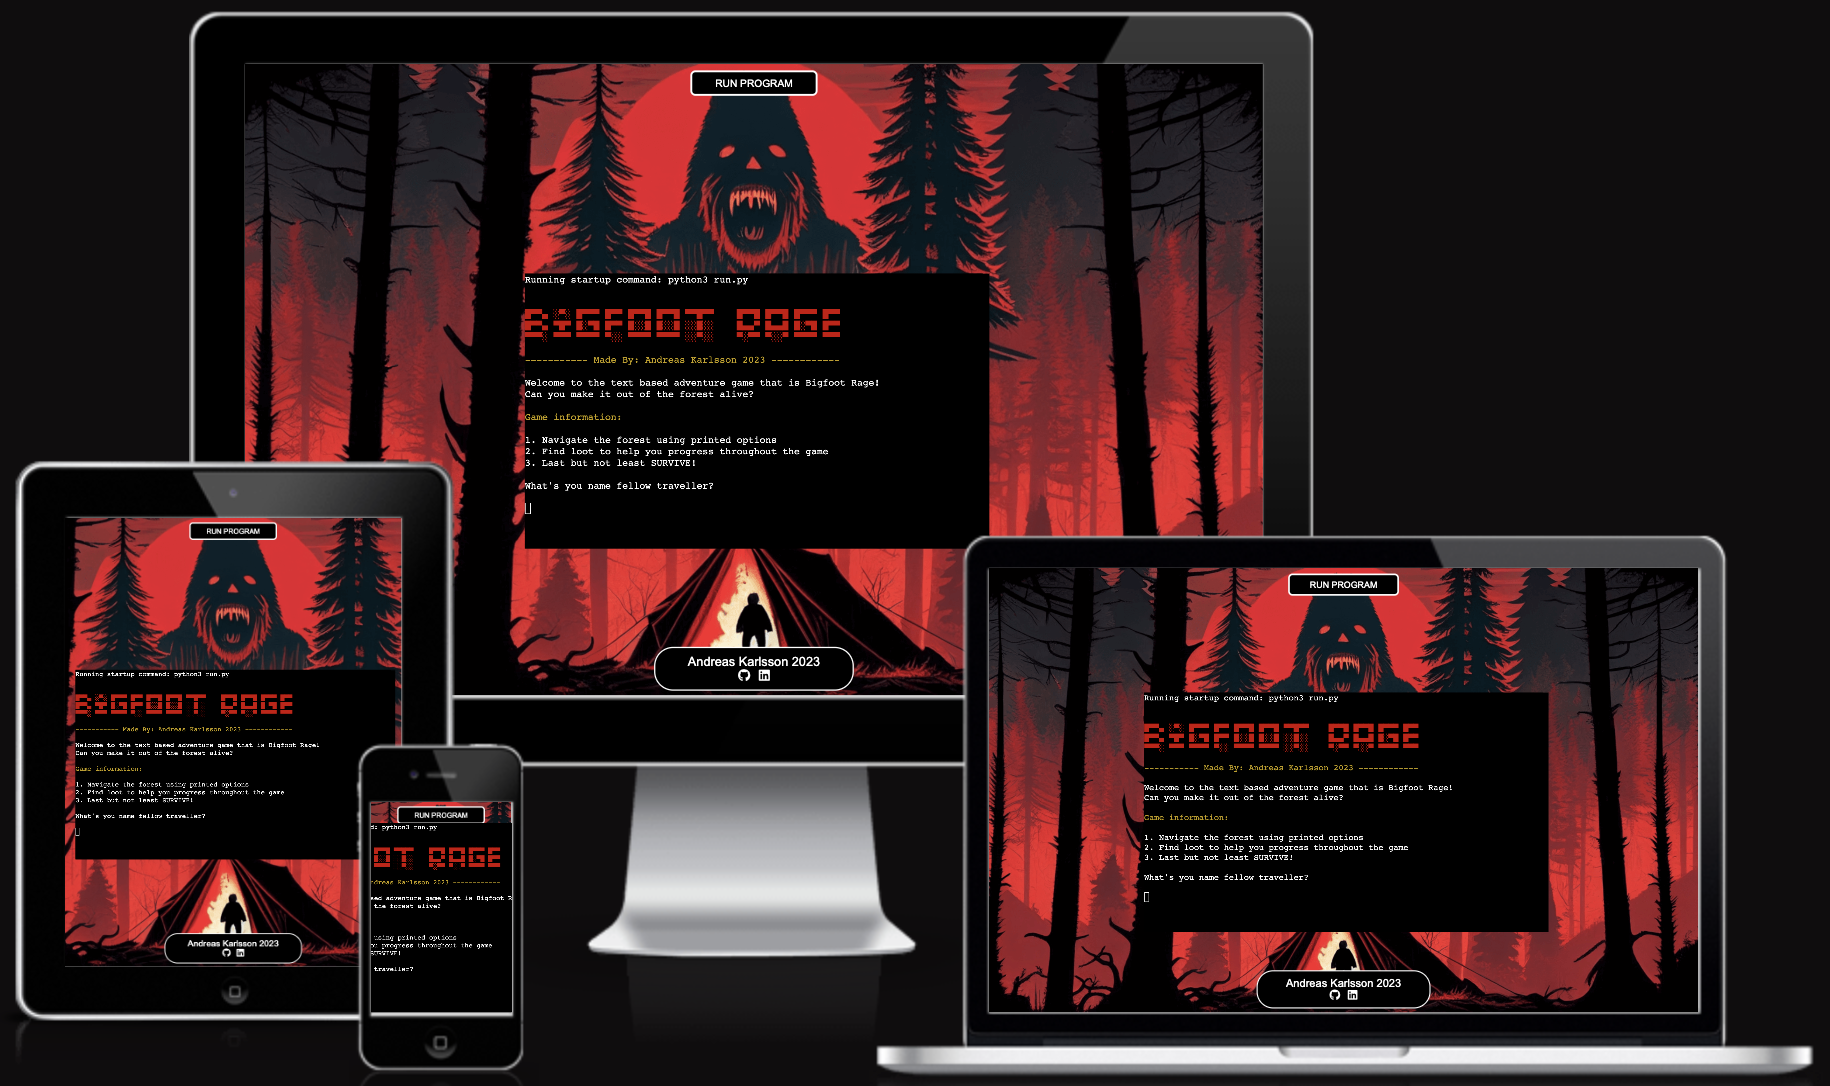 RUN PROGRAM
Running startup command: python3 run.py
BIGFOOT RAGE
----------- Made By: Andreas Karlsson 2023 ------------
Welcome to the text based adventure game that is Bigfoot Rage!
Can you make it out of the forest alive?
Game information:
1. Navigate the forest using printed options
2. Find loot to help you progress throughout the game
3. Last but not least SURVIVE!
What's you name fellow traveller?
Andreas Karlsson 2023
RUN PROGRAM
Running startup command: python3 run.py
BIGFOOT RAGE
----------- Made By: Andreas Karlsson 2023 ------------
Welcome to the text based adventure game that is Bigfoot Rage!
Can you make it out of the forest alive?
Game information:
1. Navigate the forest using printed options
2. Find loot to help you progress throughout the game
3. Last but not least SURVIVE!
What's you name fellow traveller?
Andreas Karlsson 2023
RUN PROGRAM
d: python3 run.py
OT RAGE
ndreas Karlsson 2023 ------------
sed adventure game that is Bigfoot R
the forest alive?
using printed options
ou progress throughout the game
SURVIVE!
traveller?
RUN PROGRAM
Running startup command: python3 run.py
BIGFOOT RAGE
----------- Made By: Andreas Karlsson 2023 ------------
Welcome to the text based adventure game that is Bigfoot Rage!
Can you make it out of the forest alive?
Game information:
1. Navigate the forest using printed options
2. Find loot to help you progress throughout the game
3. Last but not least SURVIVE!
What's you name fellow traveller?
Andreas Karlsson 2023